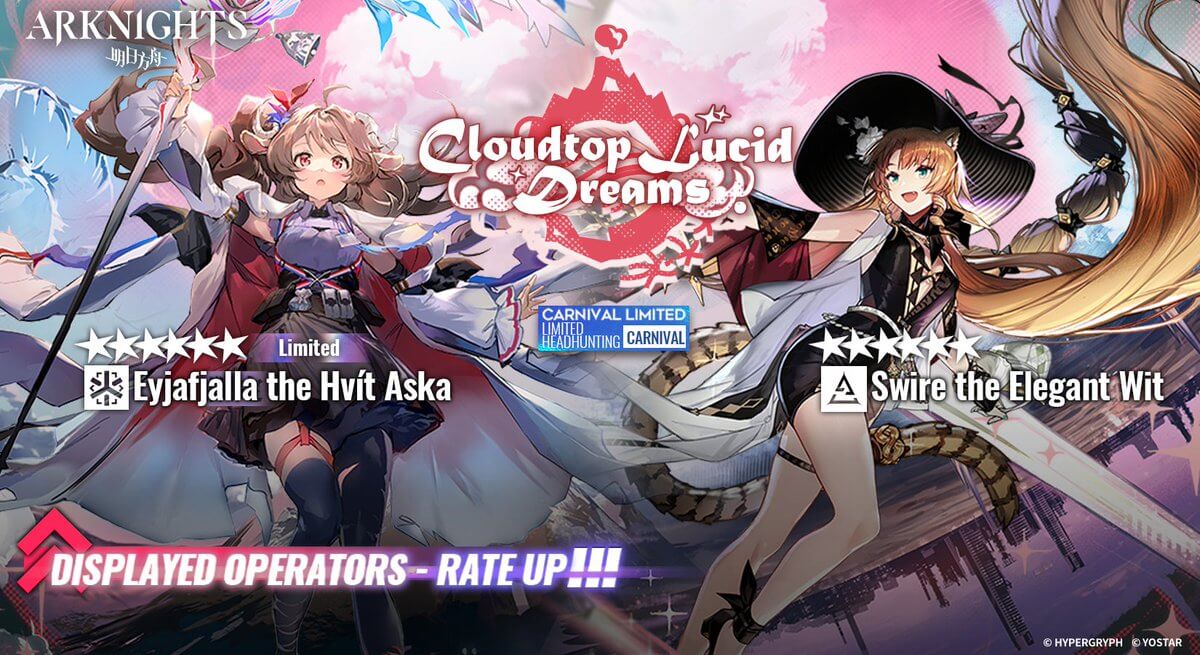 ARKNIGHTS
明日方舟
Cloudtop Lucid
Dreams
CARNIVAL LIMITED
LIMITED
HEADHUNTING
CARNIVAL
★★★★★★ Limited
Eyjafjalla the Hvít Aska
★★★★★★
Swire the Elegant Wit
DISPLAYED OPERATORS - RATE UP!!!
© HYPERGRYPH © YOSTAR